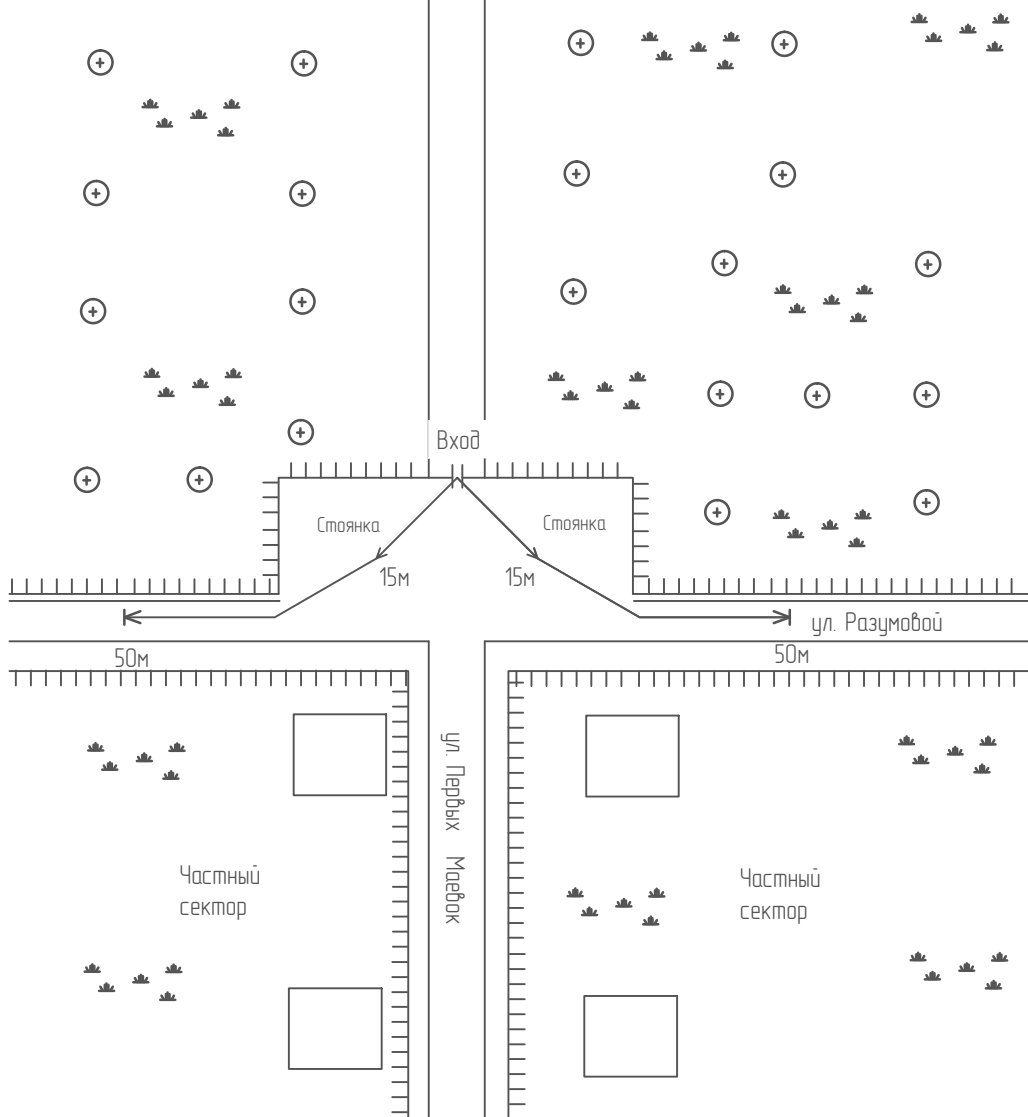 Вход
Стоянка
Стоянка
15м
15м
ул. Разумовой
50м
50м
ул. Первых Маевок
Частный
сектор
Частный
сектор